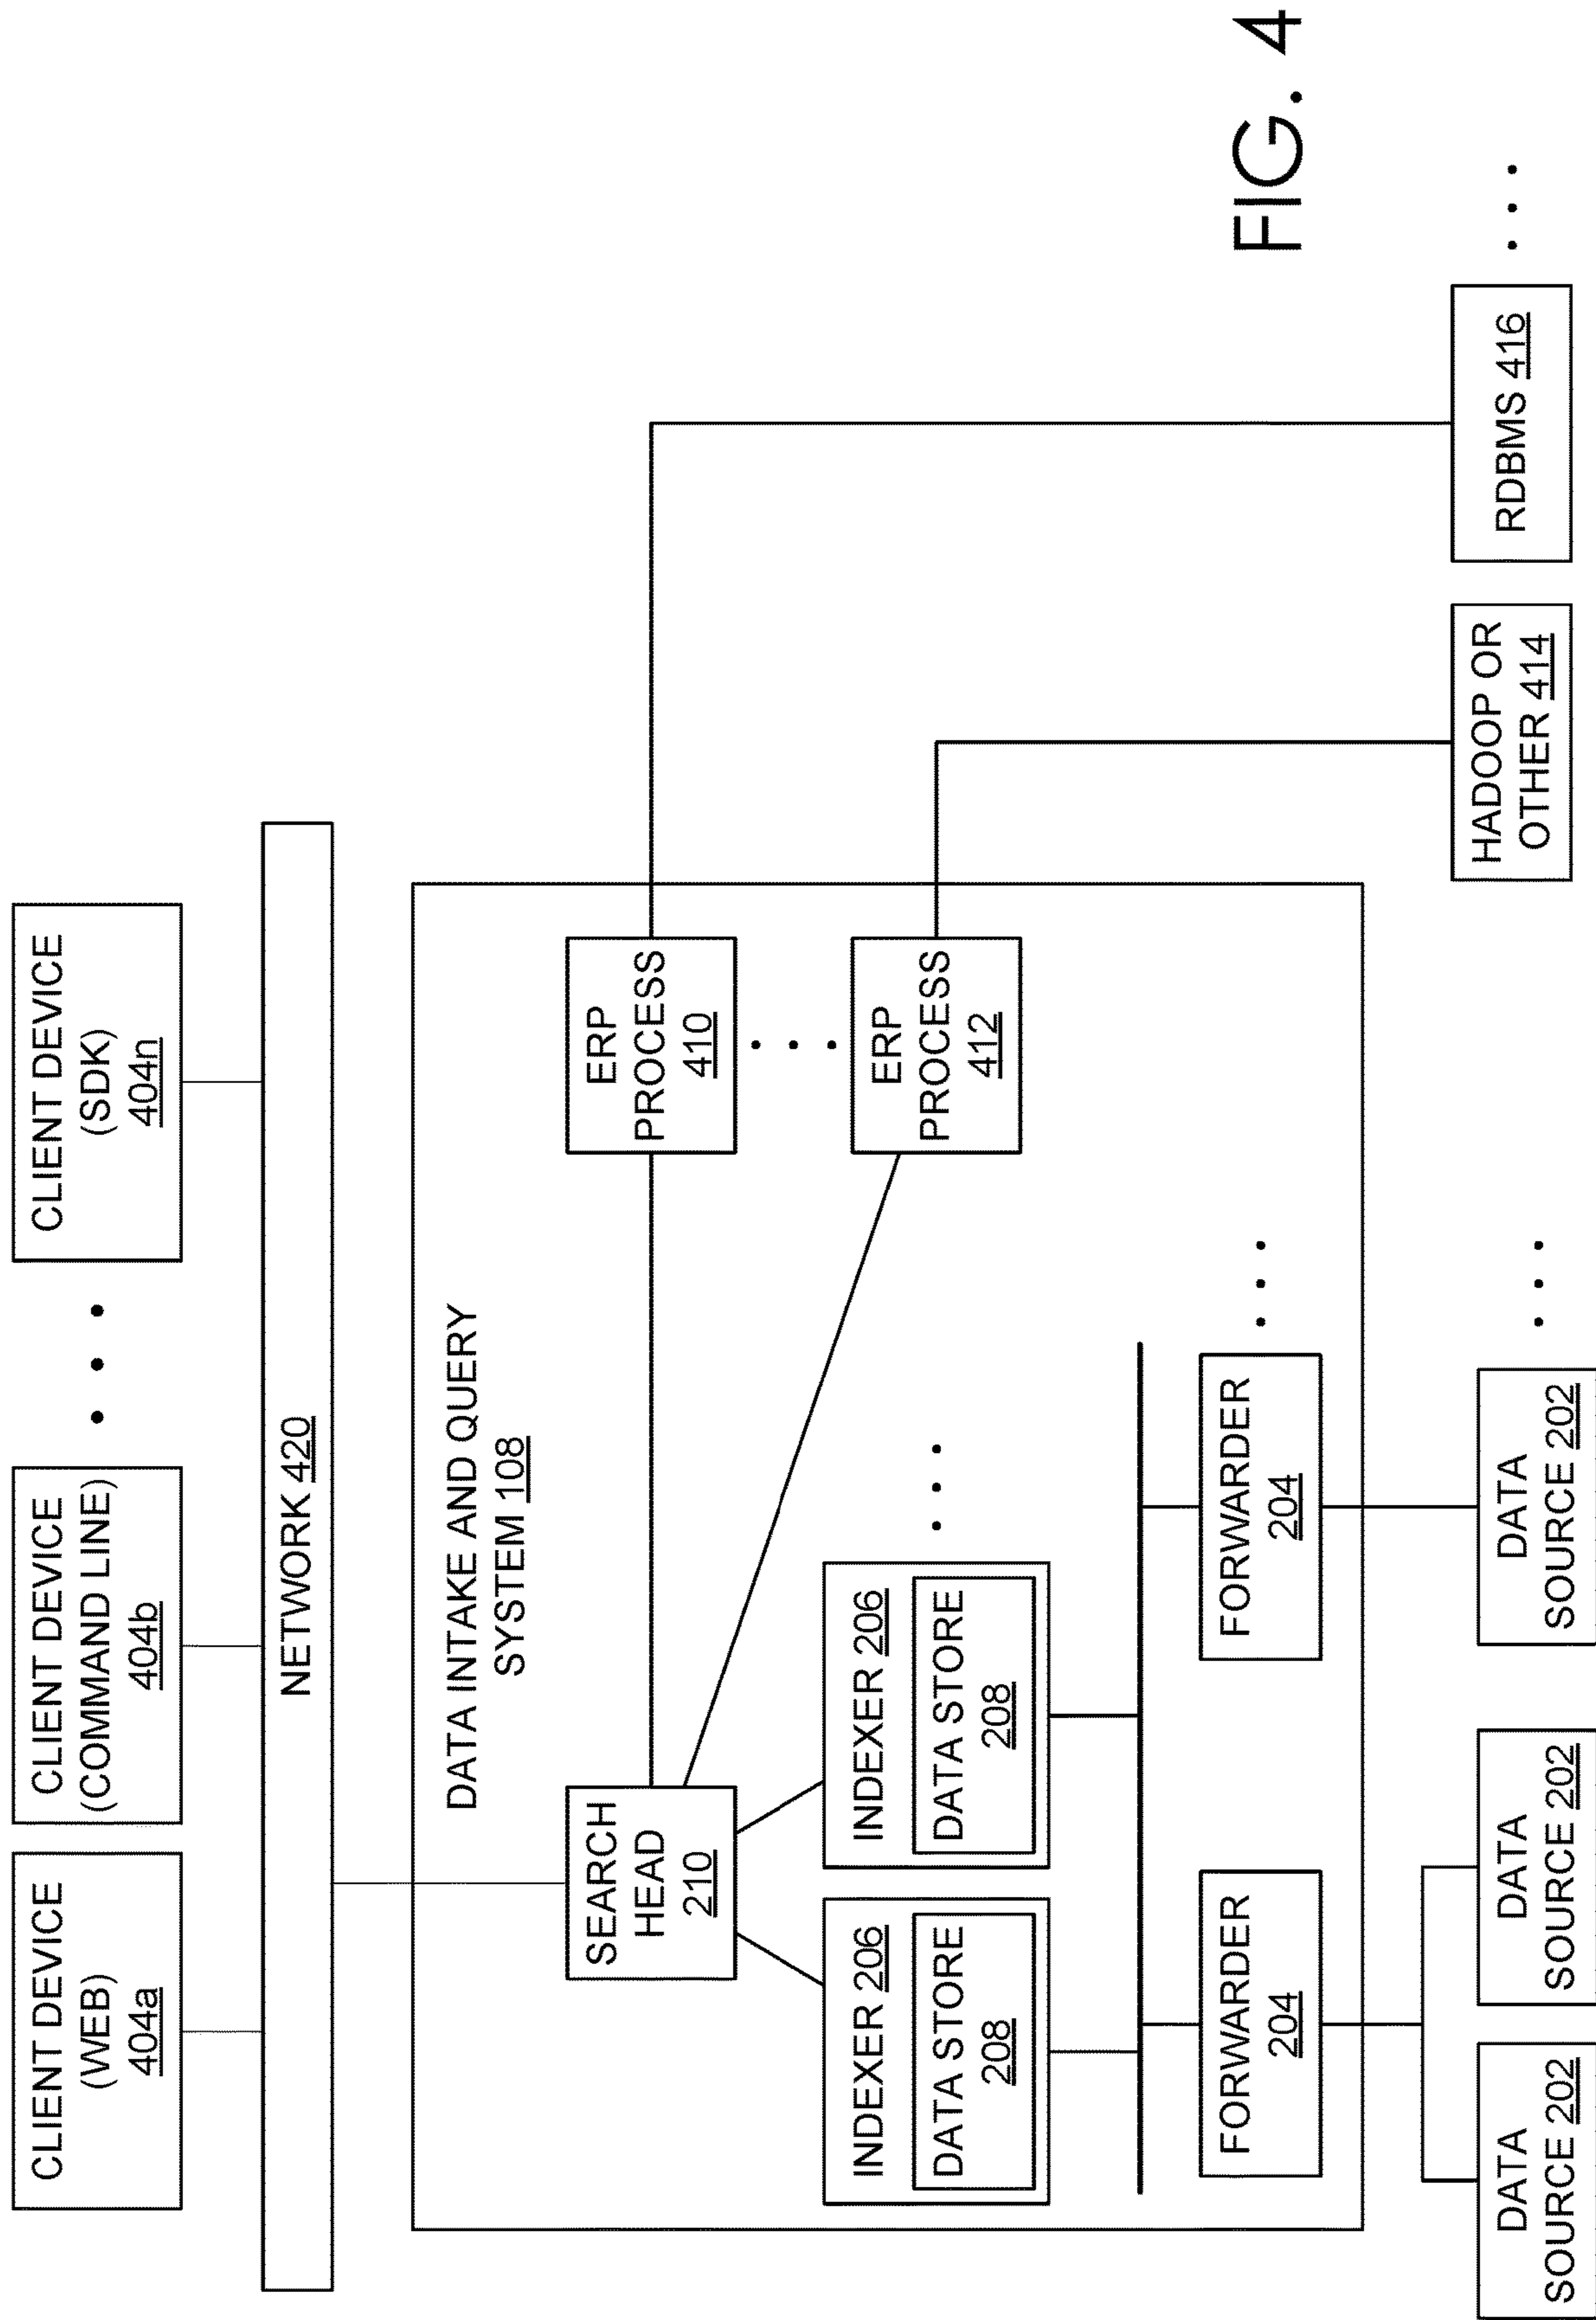 CLIENT DEVICE
(WEB)
404a
CLIENT DEVICE
(COMMAND LINE)
404b
CLIENT DEVICE
(SDK)
404n
NETWORK 420
DATA INTAKE AND QUERY
SYSTEM 108
SEARCH
HEAD
210
ERP
PROCESS
410
INDEXER 206
DATA STORE
208
INDEXER 206
DATA STORE
208
ERP
PROCESS
412
FORWARDER
204
FORWARDER
204
DATA
SOURCE 202
DATA
SOURCE 202
DATA
SOURCE 202
HADOOP OR
OTHER 414
RDBMS 416
FIG. 4